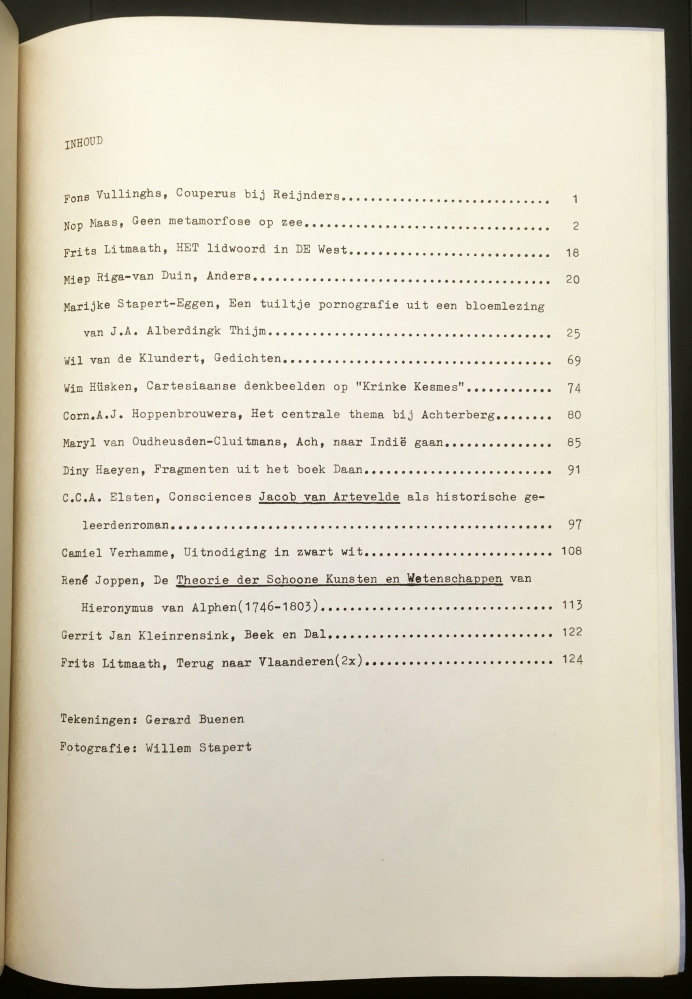 INHOUD
Fons Vullinghs, Couperus bij Reijnders............................. 1
Nop Maas, Geen metamorfose op zee.................................. 2
Frits Litmaath, HET lidwoord in DE West............................ 18
Miep Riga-van Duin, Anders......................................... 20
Marijke Stapert-Eggen, Een tuiltje pornografie uit een bloemlezing
van J.A. Alberdingk Thijm....................................... 25
Wil van de Klundert, Gedichten..................................... 69
Wim Hüsken, Cartesiaanse denkbeelden op "Krinke Kesmes"............ 74
Corn.A.J. Hoppenbrouwers, Het centrale thema bij Achterberg........ 80
Maryl van Oudheusden-Cluitmans, Ach, naar Indië gaan............... 85
Diny Haeyen, Fragmenten uit het boek Daan.......................... 91
C.C.A. Elsten, Consciences Jacob van Artevelde als historische ge-
leerdenroman.................................................... 97
Camiel Verhamme, Uitnodiging in zwart wit.......................... 108
René Joppen, De Theorie der Schoone Kunsten en Wetenschappen van
Hieronymus van Alphen(1746-1803)................................ 113
Gerrit Jan Kleinrensink, Beek en Dal............................... 122
Frits Litmaath, Terug naar Vlaanderen(2x).......................... 124
Tekeningen: Gerard Buenen
Fotografie: Willem Stapert